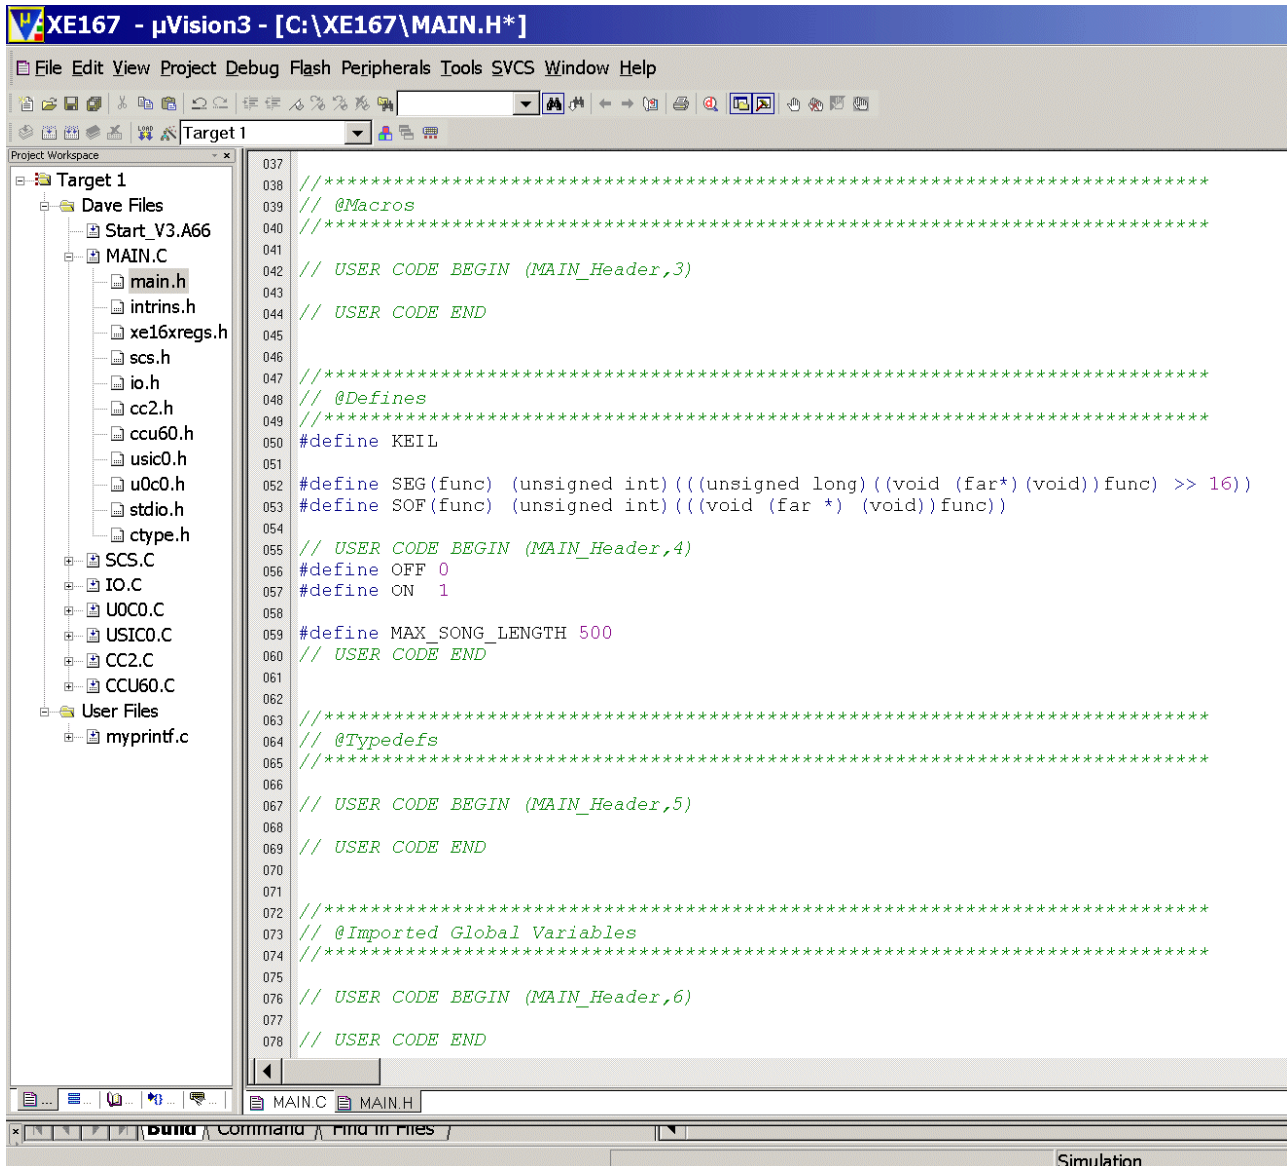 XE167 - µVision3 - [C:\XE167\MAIN.H*]
File Edit View Project Debug Flash Peripherals Tools SVCS Window Help
Target 1
Project Workspace
Target 1
Dave Files
Start_V3.A66
MAIN.C
main.h
intrins.h
xe16xregs.h
scs.h
io.h
cc2.h
ccu60.h
usic0.h
u0c0.h
stdio.h
ctype.h
SCS.C
IO.C
U0C0.C
USIC0.C
CC2.C
CCU60.C
User Files
myprintf.c
037
038 //****************************************************************************
039 // @Macros
040 //****************************************************************************
041
042 // USER CODE BEGIN (MAIN_Header,3)
043
044 // USER CODE END
045
046
047 //****************************************************************************
048 // @Defines
049 //****************************************************************************
050 #define KEIL
051
052 #define SEG(func) (unsigned int)(((unsigned long)((void (far*)(void))func) >> 16))
053 #define SOF(func) (unsigned int)(((void (far *) (void))func))
054
055 // USER CODE BEGIN (MAIN_Header,4)
056 #define OFF 0
057 #define ON  1
058
059 #define MAX_SONG_LENGTH 500
060 // USER CODE END
061
062
063 //****************************************************************************
064 // @Typedefs
065 //****************************************************************************
066
067 // USER CODE BEGIN (MAIN_Header,5)
068
069 // USER CODE END
070
071
072 //****************************************************************************
073 // @Imported Global Variables
074 //****************************************************************************
075
076 // USER CODE BEGIN (MAIN_Header,6)
077
078 // USER CODE END
MAIN.C MAIN.H
Build Command Find in Files
Simulation